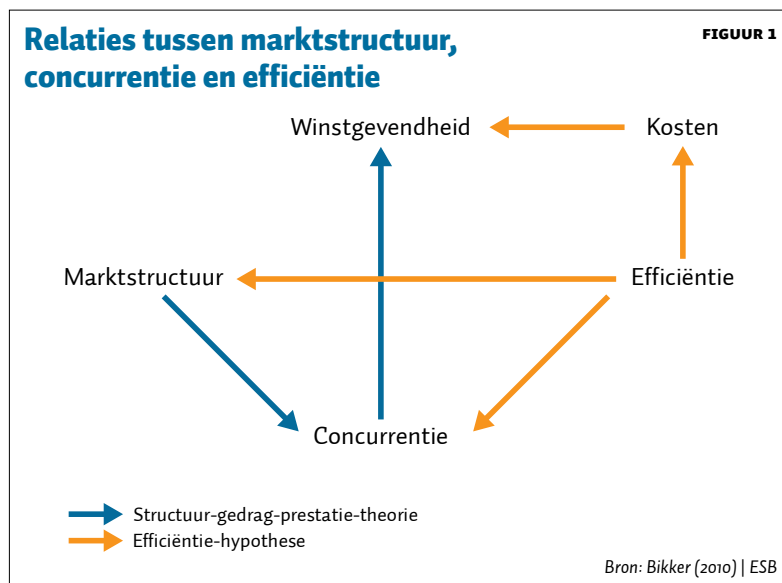 Relaties tussen marktstructuur,
concurrentie en efficiëntie
FIGUUR 1
Winstgevendheid
Kosten
Marktstructuur
Efficiëntie
Concurrentie
Structuur-gedrag-prestatie-theorie
Efficiëntie-hypothese
Bron: Bikker (2010) | ESB